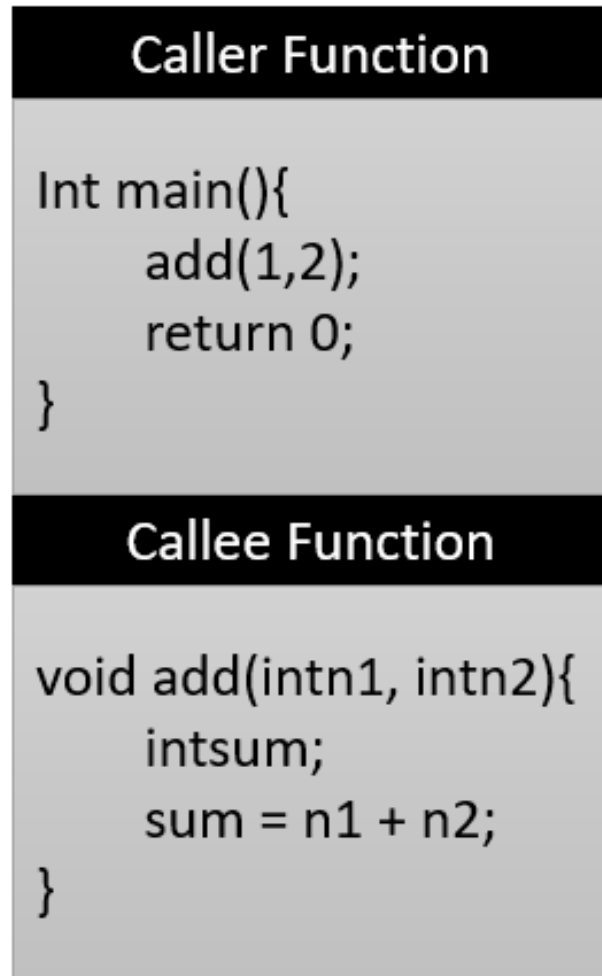 Caller Function
Int main(){
add(1,2);
return 0;
}
Callee Function
void add(intn1, intn2){
intsum;
sum = n1 + n2;
}